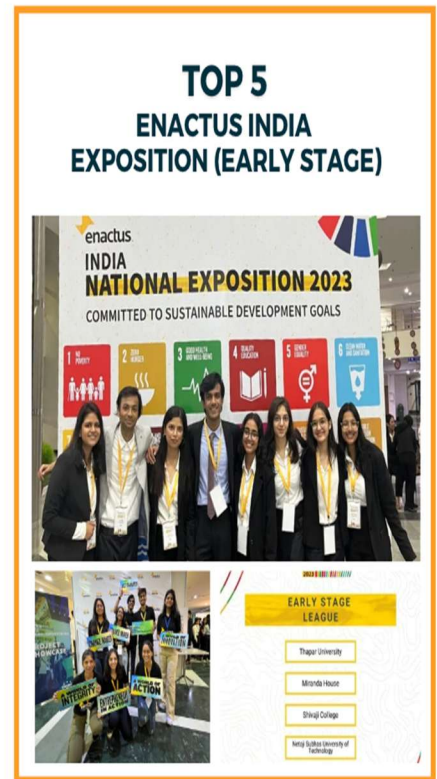 TOP 5
ENACTUS INDIA
EXPOSITION (EARLY STAGE)
enactus
INDIA
NATIONAL EXPOSITION 2023
COMMITTED TO SUSTAINABLE DEVELOPMENT GOALS
1 NO POVERTY
2 ZERO HUNGER
3 GOOD HEALTH AND WELL-BEING
4 QUALITY EDUCATION
5 GENDER EQUALITY
6 CLEAN WATER AND SANITATION
SHOWCASE
INTEGRITY
ENTREPRENEUR IN ACTION
ACTION
EARLY STAGE
LEAGUE
Thapar University
Miranda House
Shivaji College
Netaji Subhas University of
Technology